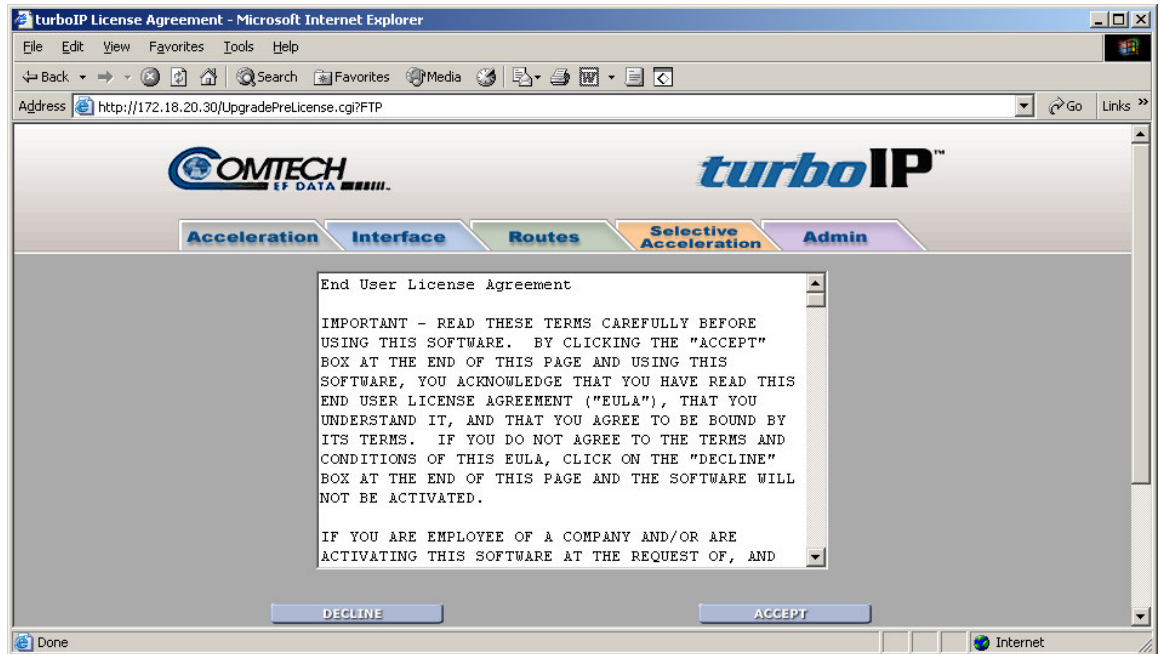 turboIP License Agreement - Microsoft Internet Explorer
File Edit View Favorites Tools Help
Back Search Favorites Media
Address http://172.18.20.30/UpgradePreLicense.cgi?FTP Go Links »
COMTECH
EF DATA
turboIP™
Acceleration Interface Routes Selective Acceleration Admin
End User License Agreement
IMPORTANT - READ THESE TERMS CAREFULLY BEFORE
USING THIS SOFTWARE. BY CLICKING THE "ACCEPT"
BOX AT THE END OF THIS PAGE AND USING THIS
SOFTWARE, YOU ACKNOWLEDGE THAT YOU HAVE READ THIS
END USER LICENSE AGREEMENT ("EULA"), THAT YOU
UNDERSTAND IT, AND THAT YOU AGREE TO BE BOUND BY
ITS TERMS. IF YOU DO NOT AGREE TO THE TERMS AND
CONDITIONS OF THIS EULA, CLICK ON THE "DECLINE"
BOX AT THE END OF THIS PAGE AND THE SOFTWARE WILL
NOT BE ACTIVATED.
IF YOU ARE EMPLOYEE OF A COMPANY AND/OR ARE
ACTIVATING THIS SOFTWARE AT THE REQUEST OF, AND
DECLINE ACCEPT
Done Internet